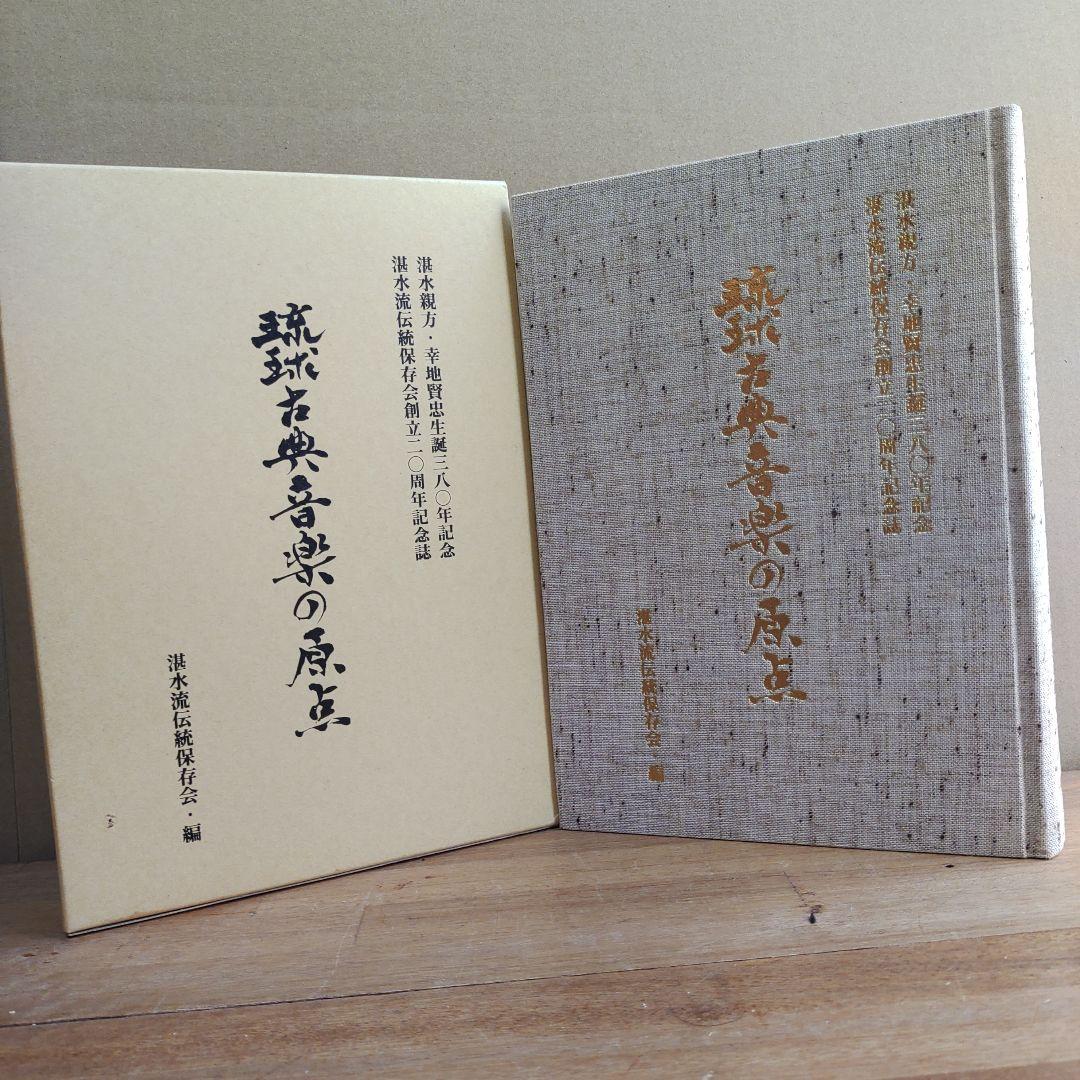 湛水親方・幸地賢忠生誕三八〇年記念
湛水流伝統保存会創立二〇周年記念誌
琉球古典音楽の原点
湛水流伝統保存会・編
湛水親方・幸地賢忠生誕三八〇年記念
湛水流伝統保存会創立二〇周年記念誌
琉球古典音楽の原点
湛水流伝統保存会・編